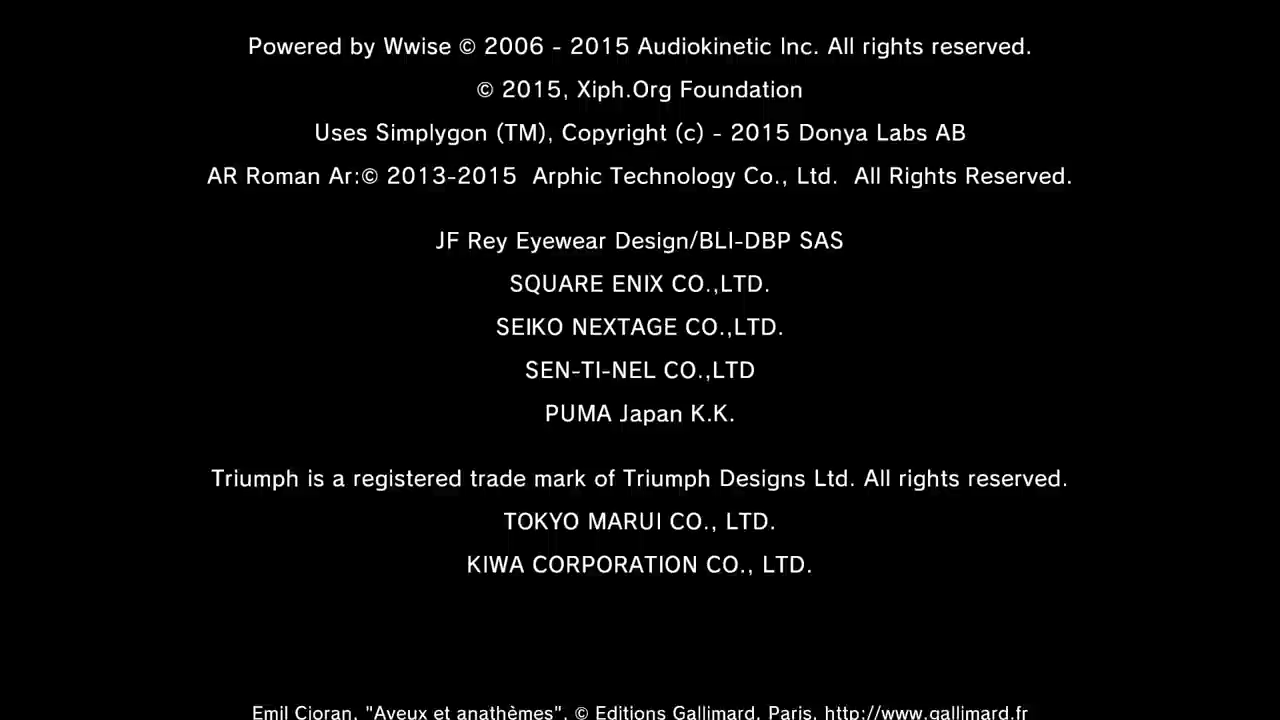 Powered by Wwise © 2006 - 2015 Audiokinetic Inc. All rights reserved.
© 2015, Xiph.Org Foundation
Uses Simplygon (TM), Copyright (c) - 2015 Donya Labs AB
AR Roman Ar:© 2013-2015  Arphic Technology Co., Ltd.  All Rights Reserved.
JF Rey Eyewear Design/BLI-DBP SAS
SQUARE ENIX CO.,LTD.
SEIKO NEXTAGE CO.,LTD.
SEN-TI-NEL CO.,LTD
PUMA Japan K.K.
Triumph is a registered trade mark of Triumph Designs Ltd. All rights reserved.
TOKYO MARUI CO., LTD.
KIWA CORPORATION CO., LTD.
Emil Cioran, "Aveux et anathèmes", © Editions Gallimard, Paris, http://www.gallimard.fr